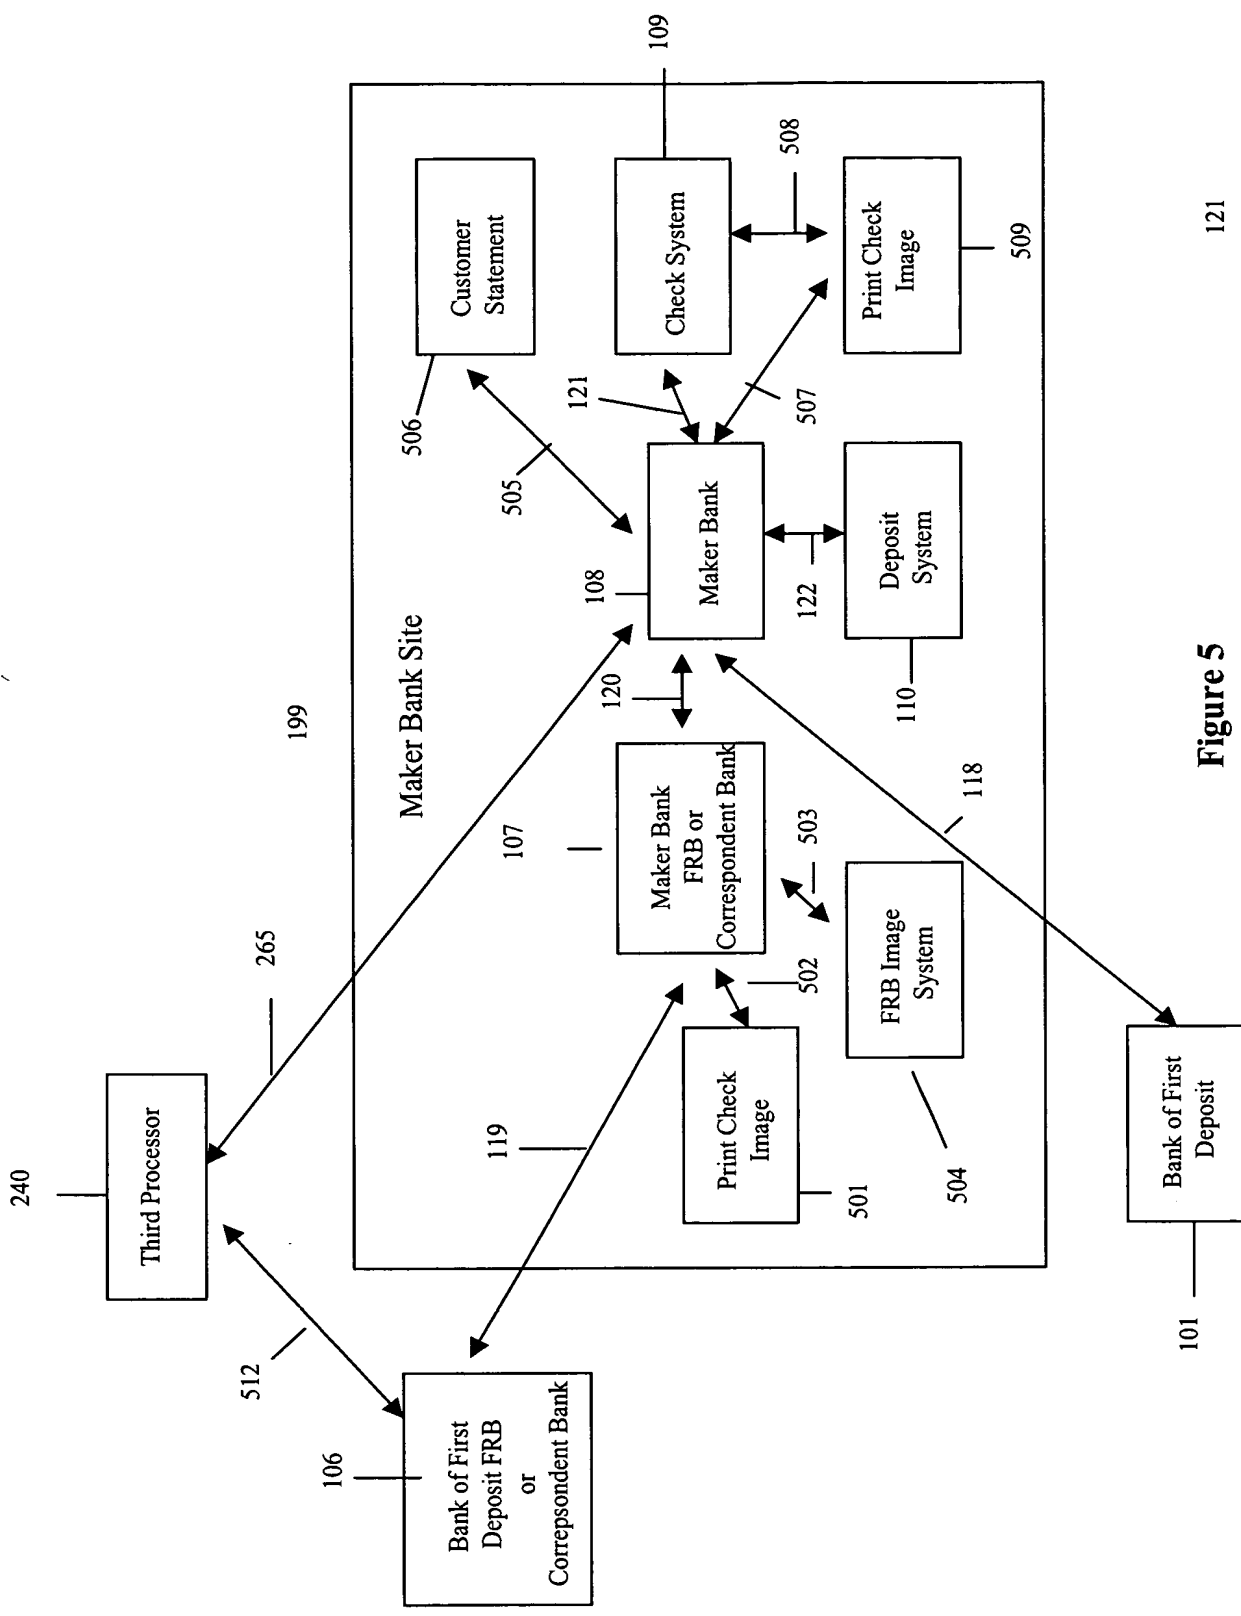 240
Third Processor
265
512
199
Maker Bank Site
106
Bank of First
Deposit FRB
or
Correpsondent Bank
119
107
Maker Bank
FRB or
Correspondent Bank
120
108
Maker Bank
505
506
Customer
Statement
121
109
Check System
508
507
Print Check
Image
509
122
Deposit
System
110
502
503
Print Check
Image
501
FRB Image
System
504
118
Bank of First
Deposit
101
Figure 5
121